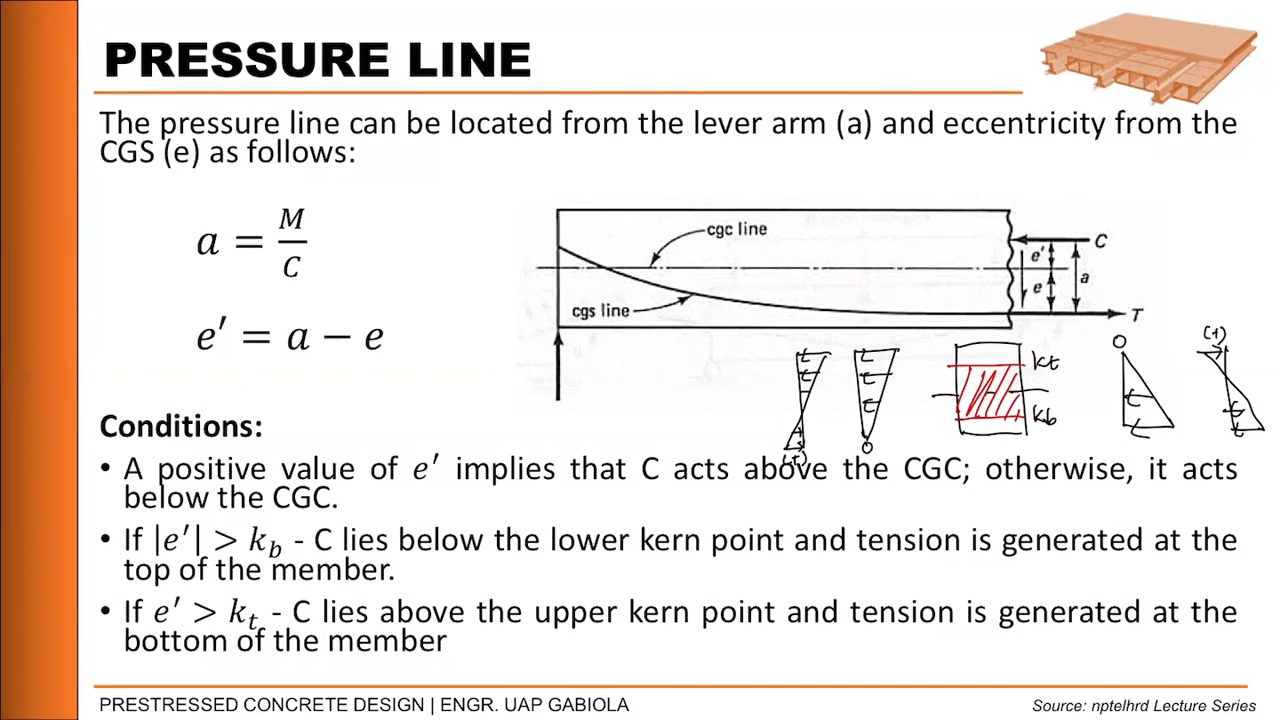 PRESSURE LINE
The pressure line can be located from the lever arm (a) and eccentricity from the
CGS (e) as follows:
a = M/C
e′ = a − e
cgc line
cgs line
C
e'
e
a
T
kt
kb
O
O
(T)
Conditions:
• A positive value of e′ implies that C acts above the CGC; otherwise, it acts
below the CGC.
• If |e′| > k_b - C lies below the lower kern point and tension is generated at the
top of the member.
• If e′ > k_t - C lies above the upper kern point and tension is generated at the
bottom of the member
PRESTRESSED CONCRETE DESIGN | ENGR. UAP GABIOLA
Source: nptelhrd Lecture Series